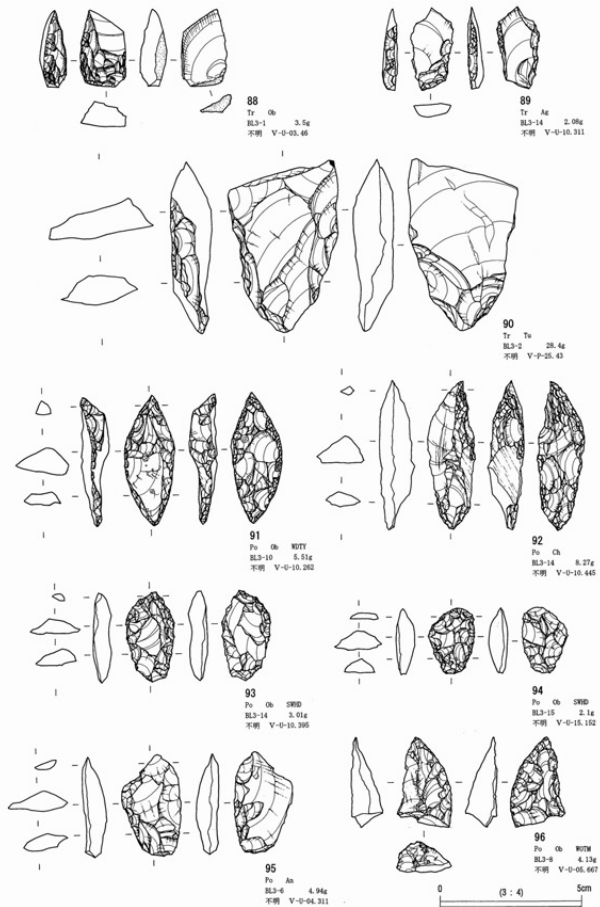 88
Tr Ob
BL3-1 3.5g
不明 V-U-03.46
89
Tr Ag
BL3-14 2.08g
不明 V-U-10.311
90
Tr Tu
BL3-2 28.4g
不明 V-P-25.43
91
Po Ob WDTY
BL3-10 5.51g
不明 V-U-10.262
92
Po Ch
BL3-14 8.27g
不明 V-U-10.445
93
Po Ob SWHD
BL3-14 3.01g
不明 V-U-10.395
94
Po Ob SWHD
BL3-15 2.1g
不明 V-U-15.152
95
Po An
BL3-6 4.94g
不明 V-U-04.311
96
Po Ob WOTM
BL3-8 4.13g
不明 V-U-05.667
0 (3:4) 5cm